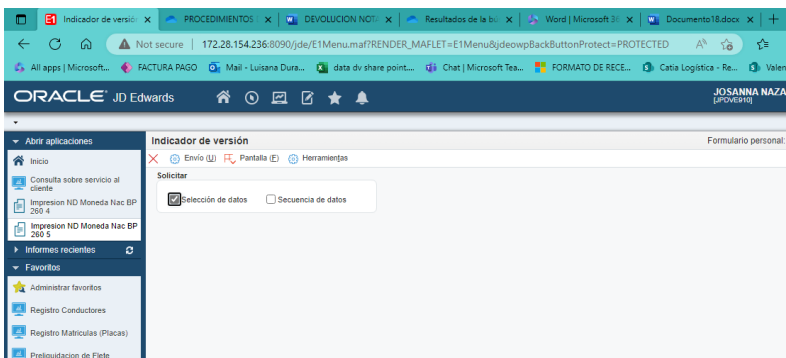 Indicador de versión
PROCEDIMIENTOS
DEVOLUCION NOTA
Resultados de la bú
Word | Microsoft 36
Documento18.docx
Not secure | 172.28.154.236:8090/jde/E1Menu.maf?RENDER_MAFLET=E1Menu&jdeowpBackButtonProtect=PROTECTED
All apps | Microsoft...
FACTURA PAGO
Mail - Luisana Dura...
data dv share point....
Chat | Microsoft Tea...
FORMATO DE RECE...
Catia Logística - Re...
Valen
ORACLE JD Edwards
JOSANNA NAZA
[JPDVE910]
Abrir aplicaciones
Indicador de versión
Formulario personal:
Inicio
Envío (U)
Pantalla (F)
Herramientas
Solicitar
Consulta sobre servicio al
cliente
Selección de datos
Secuencia de datos
Impresion ND Moneda Nac BP
260 4
Impresion ND Moneda Nac BP
260 5
Informes recientes
Favoritos
Administrar favoritos
Registro Conductores
Registro Matriculas (Placas)
Preliquidacion de Flete